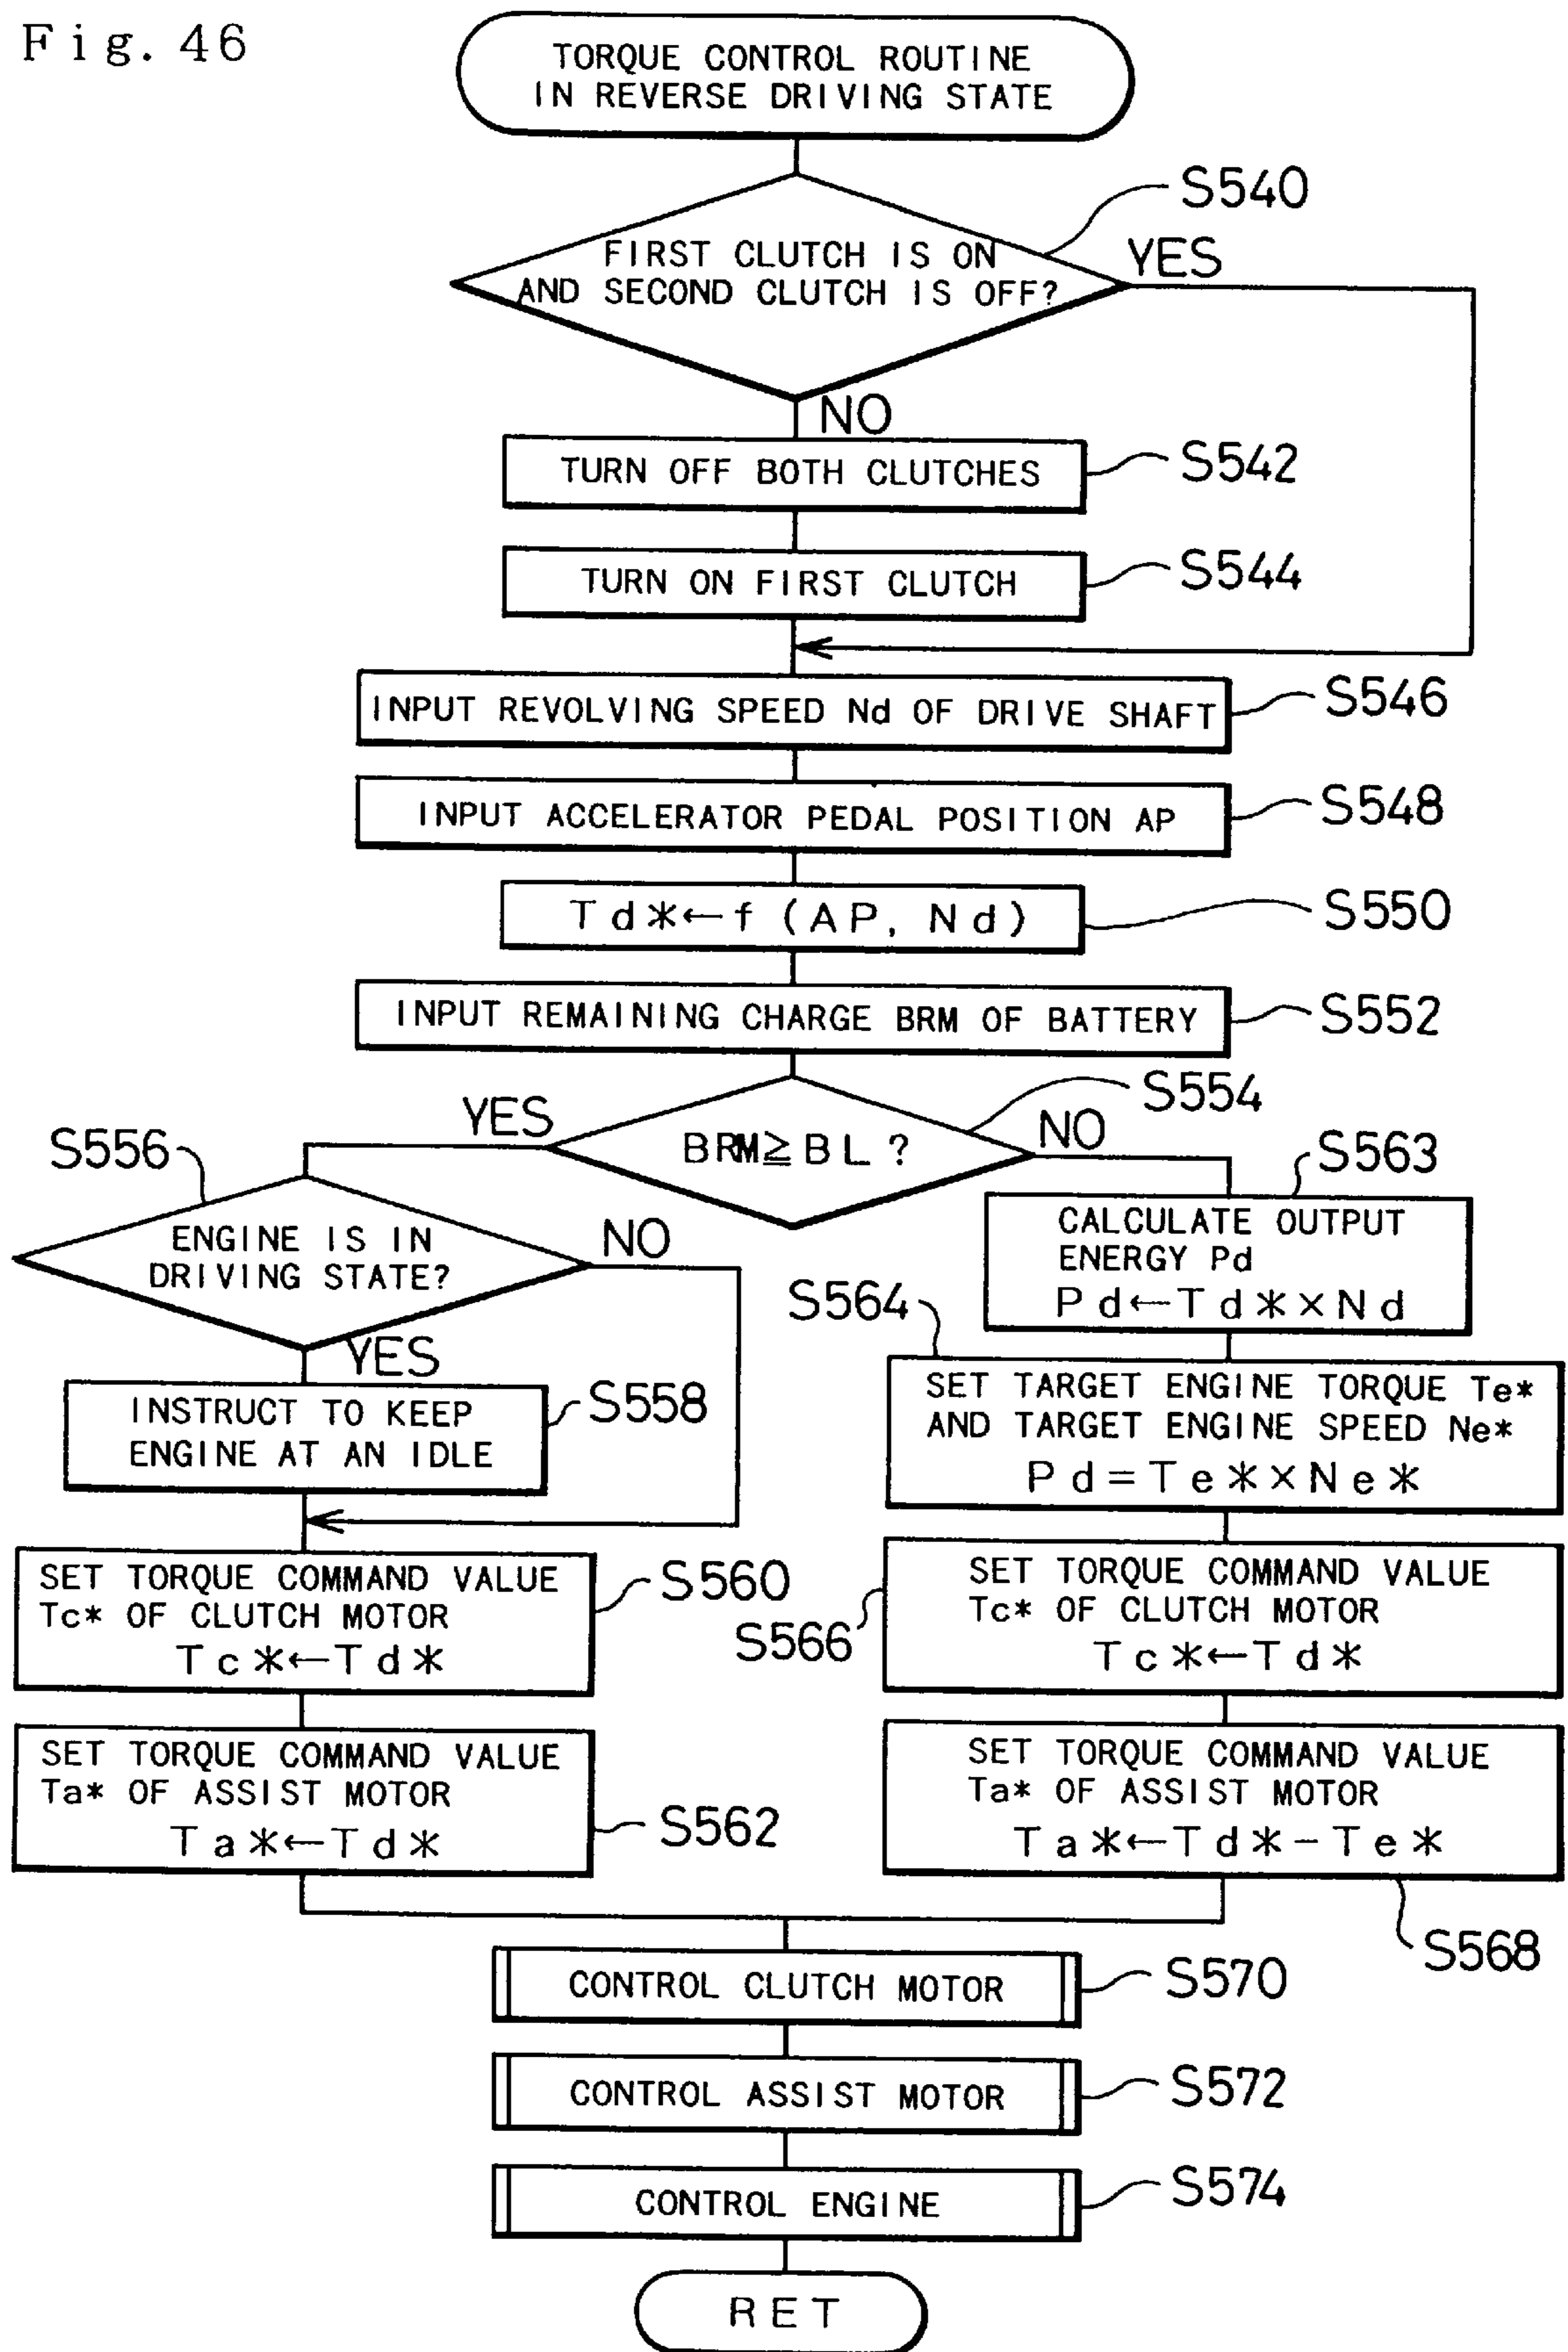 Fig. 46
TORQUE CONTROL ROUTINE
IN REVERSE DRIVING STATE
S540
FIRST CLUTCH IS ON
AND SECOND CLUTCH IS OFF?
YES
NO
TURN OFF BOTH CLUTCHES
S542
TURN ON FIRST CLUTCH
S544
INPUT REVOLVING SPEED Nd OF DRIVE SHAFT
S546
INPUT ACCELERATOR PEDAL POSITION AP
S548
Td*←f (AP, Nd)
S550
INPUT REMAINING CHARGE BRM OF BATTERY
S552
S554
BRM≧BL?
YES
NO
S556
ENGINE IS IN
DRIVING STATE?
NO
YES
INSTRUCT TO KEEP
ENGINE AT AN IDLE
S558
SET TORQUE COMMAND VALUE
Tc* OF CLUTCH MOTOR
Tc*←Td*
S560
SET TORQUE COMMAND VALUE
Ta* OF ASSIST MOTOR
Ta*←Td*
S562
S563
CALCULATE OUTPUT
ENERGY Pd
Pd←Td*×Nd
S564
SET TARGET ENGINE TORQUE Te*
AND TARGET ENGINE SPEED Ne*
Pd=Te*×Ne*
S566
SET TORQUE COMMAND VALUE
Tc* OF CLUTCH MOTOR
Tc*←Td*
SET TORQUE COMMAND VALUE
Ta* OF ASSIST MOTOR
Ta*←Td*-Te*
S568
CONTROL CLUTCH MOTOR
S570
CONTROL ASSIST MOTOR
S572
CONTROL ENGINE
S574
RET